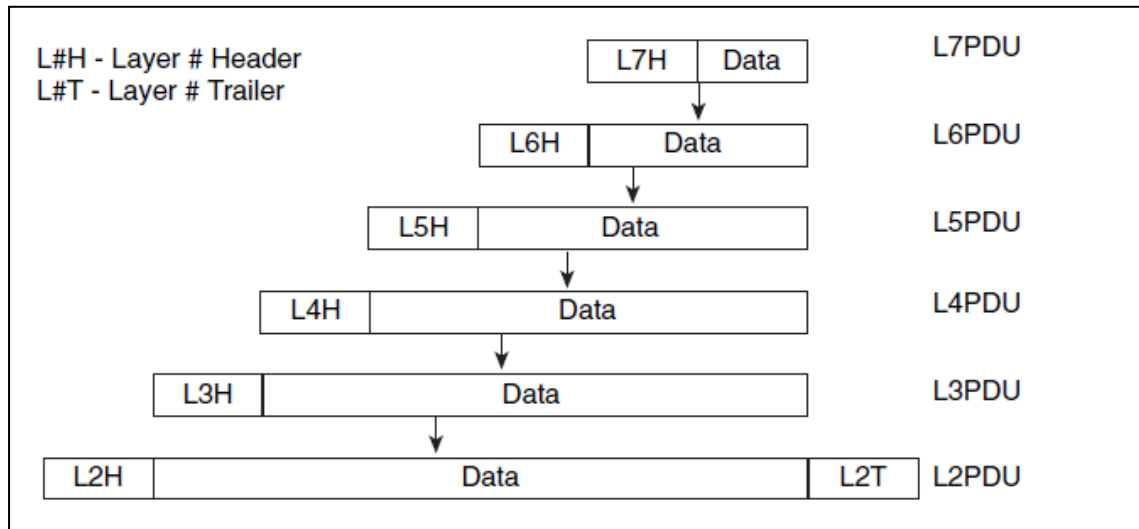 L#H - Layer # Header
L#T - Layer # Trailer
L7H Data L7PDU
L6H Data L6PDU
L5H Data L5PDU
L4H Data L4PDU
L3H Data L3PDU
L2H Data L2T L2PDU